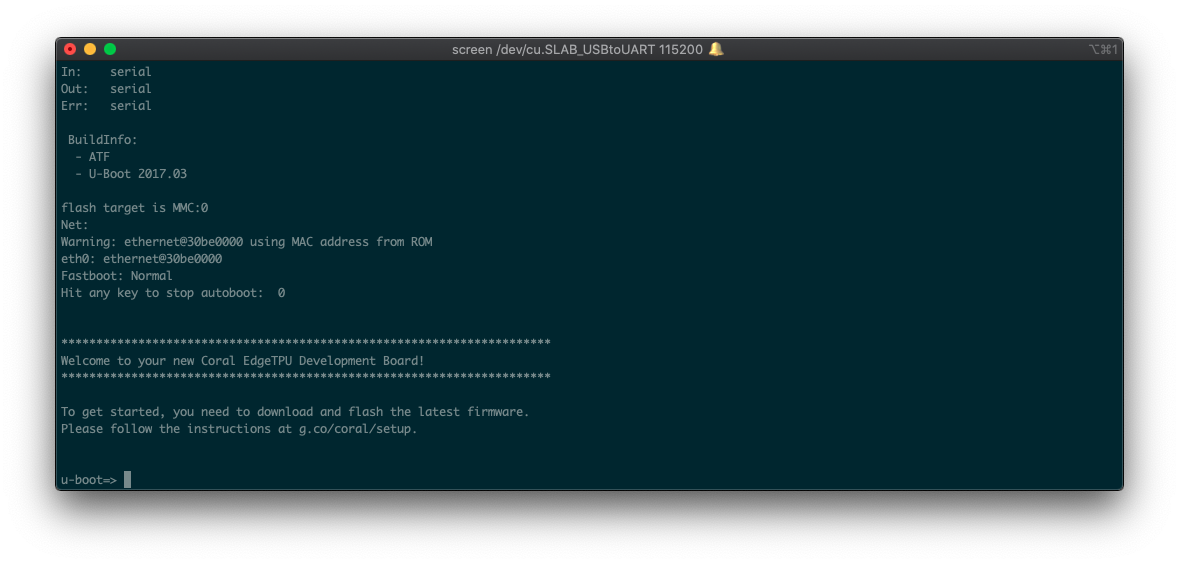 screen /dev/cu.SLAB_USBtoUART 115200 🔔
⌥⌘1
In:    serial
Out:   serial
Err:   serial
BuildInfo:
- ATF
- U-Boot 2017.03
flash target is MMC:0
Net:
Warning: ethernet@30be0000 using MAC address from ROM
eth0: ethernet@30be0000
Fastboot: Normal
Hit any key to stop autoboot:  0
**********************************************************************
Welcome to your new Coral EdgeTPU Development Board!
**********************************************************************
To get started, you need to download and flash the latest firmware.
Please follow the instructions at g.co/coral/setup.
u-boot=>